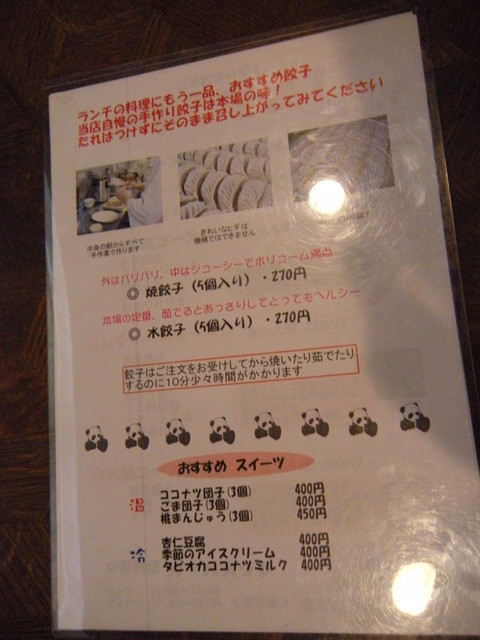 ランチの料理にもう一品、おすすめ餃子
当店自慢の手作り餃子は本場の味！
たれはつけずにそのまま召し上がってみてください
中身の餡からすべて
手作業で作ります
きれいなヒダは
機械ではできません
外はパリパリ、中はジューシーでボリューム満点
◎ 焼餃子（5個入り）・270円
本場の定番、茹でるとあっさりしてとってもヘルシー
◎ 水餃子（5個入り）・270円
餃子はご注文をお受けしてから焼いたり茹でたり
するのに10分少々時間がかかります
おすすめ スイーツ
温
ココナツ団子(3個) 400円
ごま団子(3個) 400円
桃まんじゅう(3個) 450円
冷
杏仁豆腐 400円
季節のアイスクリーム 400円
タピオカココナツミルク 400円